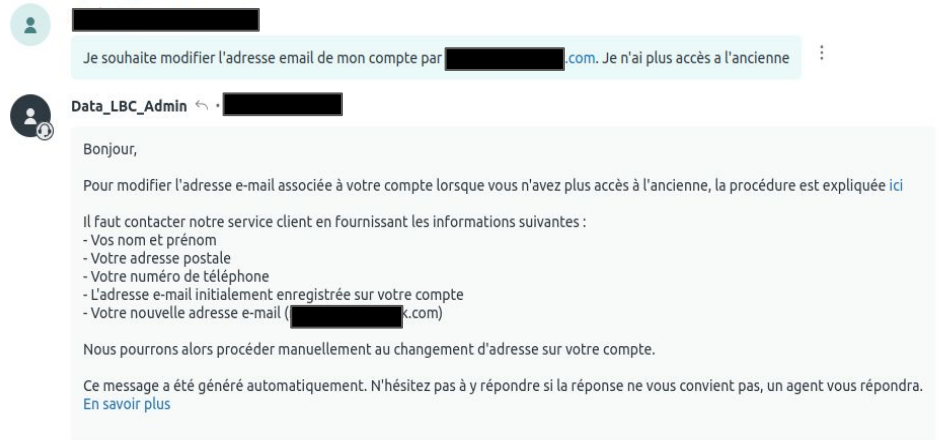 Je souhaite modifier l'adresse email de mon compte par .com. Je n'ai plus accès a l'ancienne
Data_LBC_Admin
Bonjour,
Pour modifier l'adresse e-mail associée à votre compte lorsque vous n'avez plus accès à l'ancienne, la procédure est expliquée ici
Il faut contacter notre service client en fournissant les informations suivantes :
- Vos nom et prénom
- Votre adresse postale
- Votre numéro de téléphone
- L'adresse e-mail initialement enregistrée sur votre compte
- Votre nouvelle adresse e-mail ( k.com)
Nous pourrons alors procéder manuellement au changement d'adresse sur votre compte.
Ce message a été généré automatiquement. N'hésitez pas à y répondre si la réponse ne vous convient pas, un agent vous répondra.
En savoir plus